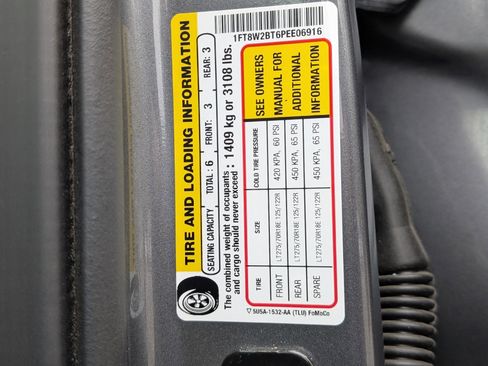 TIRE AND LOADING INFORMATION
SEATING CAPACITY TOTAL : 6 FRONT: 3 REAR: 3
The combined weight of occupants : 1409 kg or 3108 lbs.
and cargo should never exceed
TIRE SIZE COLD TIRE PRESSURE
FRONT LT275/70R18E 125/122R 420 KPA, 60 PSI
REAR LT275/70R18E 125/122R 450 KPA, 65 PSI
SPARE LT275/70R18E 125/122R 450 KPA, 65 PSI
SEE OWNERS
MANUAL FOR
ADDITIONAL
INFORMATION
5U5A-1532-AA (TLU) FoMoCo
1FT8W2BT6PEE06916